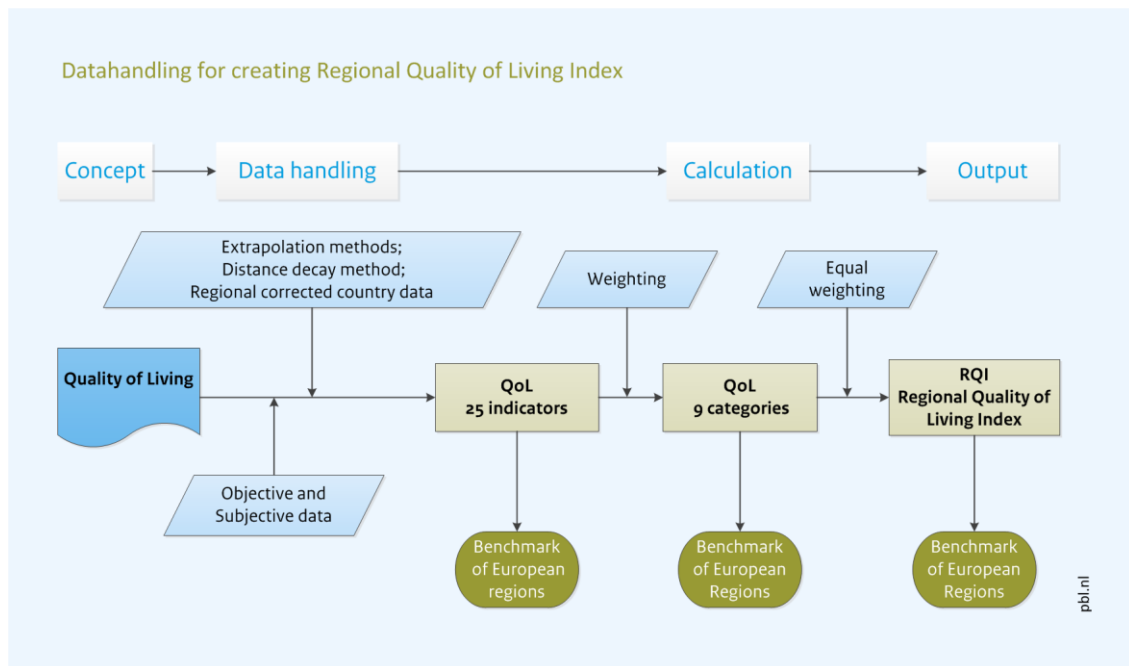 Datahandling for creating Regional Quality of Living Index
Concept
Data handling
Calculation
Output
Extrapolation methods;
Distance decay method;
Regional corrected country data
Weighting
Equal
weighting
Quality of Living
QoL
25 indicators
QoL
9 categories
RQI
Regional Quality of
Living Index
Objective and
Subjective data
Benchmark
of European
regions
Benchmark
of European
Regions
Benchmark
of European
Regions
pbl.nl